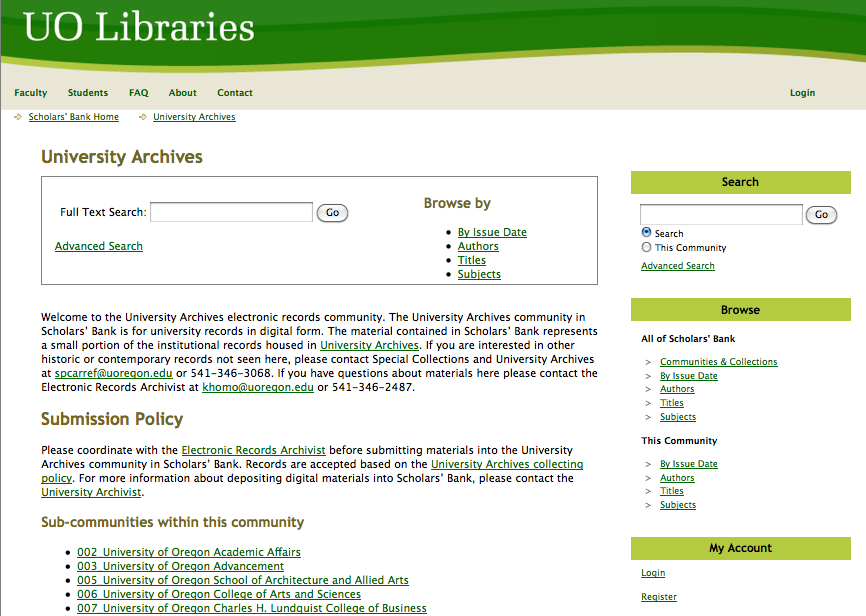 UO Libraries
Faculty Students FAQ About Contact Login
Scholars' Bank Home University Archives
University Archives
Full Text Search: Go
Advanced Search
Browse by
• By Issue Date
• Authors
• Titles
• Subjects
Welcome to the University Archives electronic records community. The University Archives community in
Scholars' Bank is for university records in digital form. The material contained in Scholars' Bank represents
a small portion of the institutional records housed in University Archives. If you are interested in other
historic or contemporary records not seen here, please contact Special Collections and University Archives
at spcarref@uoregon.edu or 541-346-3068. If you have questions about materials here please contact the
Electronic Records Archivist at khomo@uoregon.edu or 541-346-2487.
Submission Policy
Please coordinate with the Electronic Records Archivist before submitting materials into the University
Archives community in Scholars' Bank. Records are accepted based on the University Archives collecting
policy. For more information about depositing digital materials into Scholars' Bank, please contact the
University Archivist.
Sub-communities within this community
• 002_University of Oregon Academic Affairs
• 003_University of Oregon Advancement
• 005_University of Oregon School of Architecture and Allied Arts
• 006_University of Oregon College of Arts and Sciences
• 007_University of Oregon Charles H. Lundquist College of Business
Search
Go
Search
This Community
Advanced Search
Browse
All of Scholars' Bank
> Communities & Collections
> By Issue Date
> Authors
> Titles
> Subjects
This Community
> By Issue Date
> Authors
> Titles
> Subjects
My Account
Login
Register